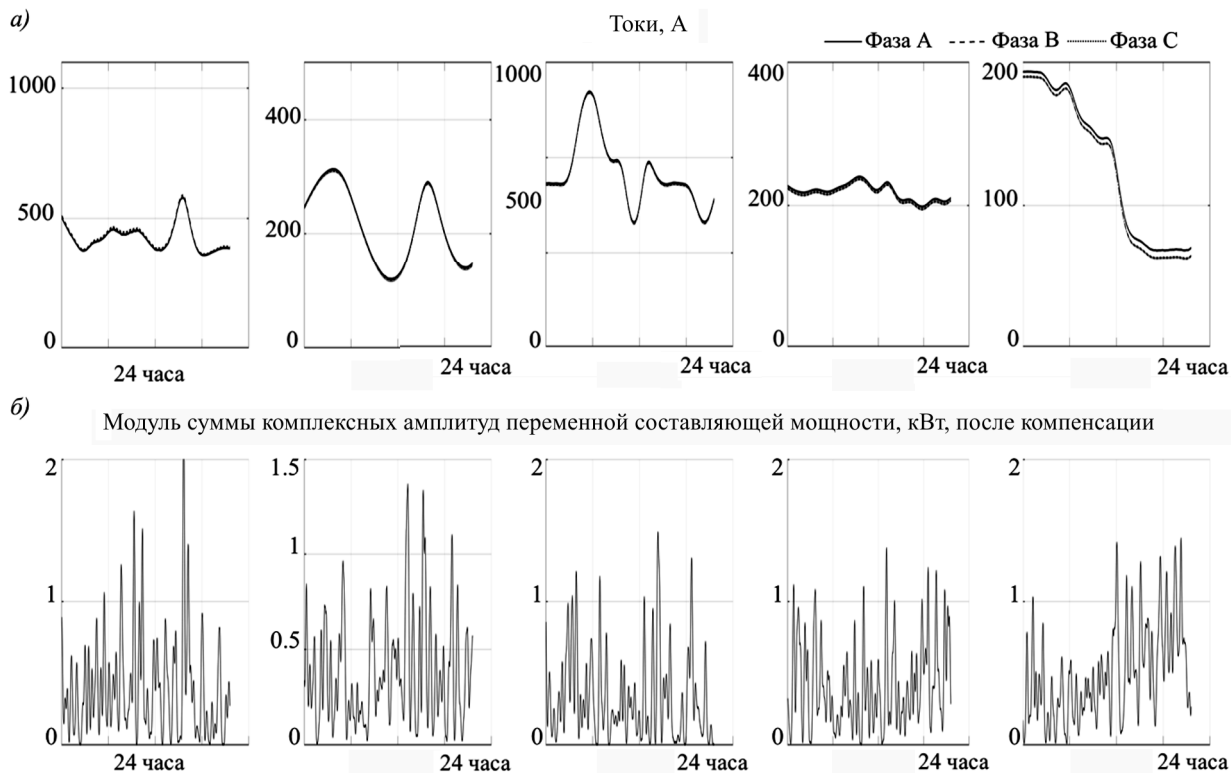 а)
Токи, А
Фаза А Фаза В Фаза С
1000 400 1000 400 200
500 200 500 200 100
0 0 0 0 0
24 часа 24 часа 24 часа 24 часа 24 часа
б)
Модуль суммы комплексных амплитуд переменной составляющей мощности, кВт, после компенсации
2 1.5 2 2 2
1 1 1 1 1
0.5
0 0 0 0 0
24 часа 24 часа 24 часа 24 часа 24 часа